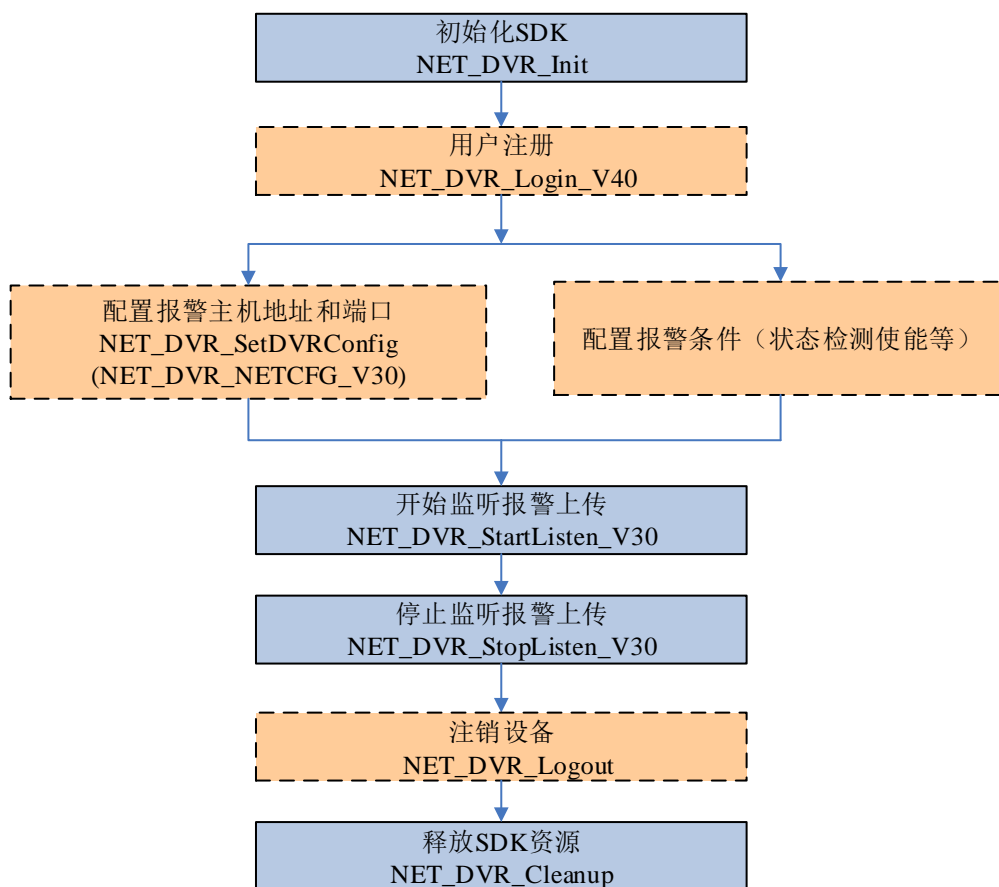 初始化SDK
NET_DVR_Init
用户注册
NET_DVR_Login_V40
配置报警主机地址和端口
NET_DVR_SetDVRConfig
(NET_DVR_NETCFG_V30)
配置报警条件（状态检测使能等）
开始监听报警上传
NET_DVR_StartListen_V30
停止监听报警上传
NET_DVR_StopListen_V30
注销设备
NET_DVR_Logout
释放SDK资源
NET_DVR_Cleanup